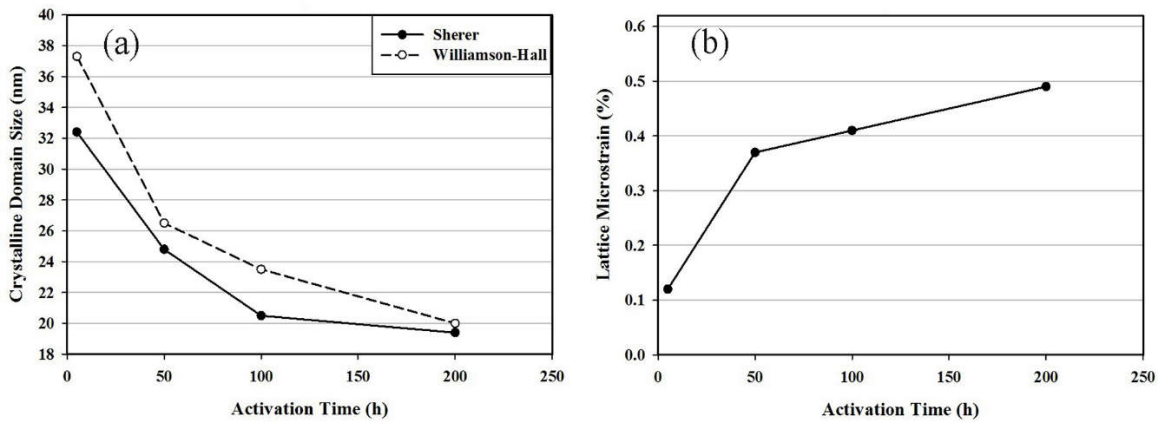 (a)
Sherer
Williamson-Hall
Crystalline Domain Size (nm)
40
38
36
34
32
30
28
26
24
22
20
18
0 50 100 150 200 250
Activation Time (h)
(b)
Lattice Microstrain (%)
0.6
0.5
0.4
0.3
0.2
0.1
0.0
0 50 100 150 200 250
Activation Time (h)